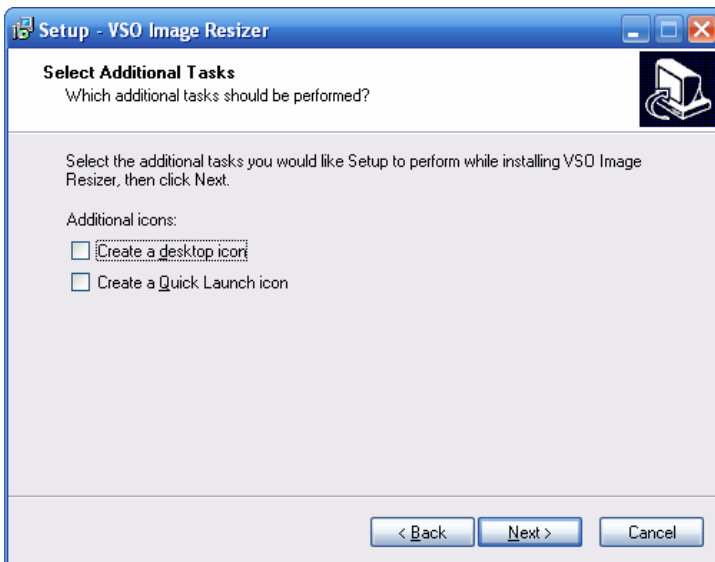 Setup - VSO Image Resizer
Select Additional Tasks
Which additional tasks should be performed?
Select the additional tasks you would like Setup to perform while installing VSO Image
Resizer, then click Next.
Additional icons:
Create a desktop icon
Create a Quick Launch icon
< Back Next > Cancel